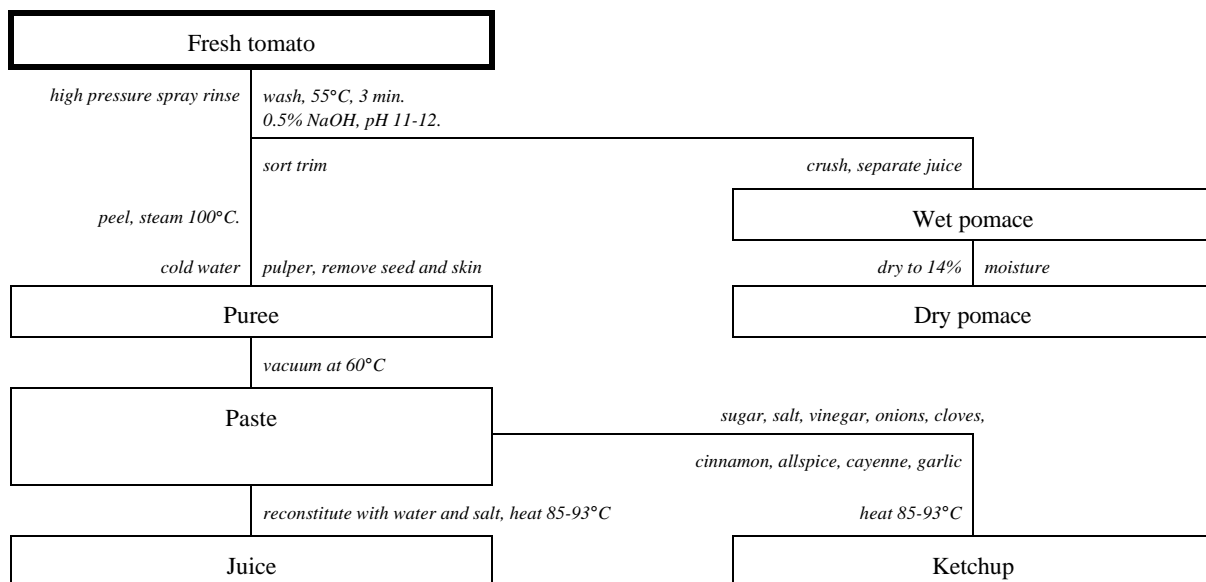 Fresh tomato
high pressure spray rinse
wash, 55°C, 3 min.
0.5% NaOH, pH 11-12.
sort trim
crush, separate juice
peel, steam 100°C.
Wet pomace
cold water
pulper, remove seed and skin
dry to 14%
moisture
Puree
Dry pomace
vacuum at 60°C
Paste
sugar, salt, vinegar, onions, cloves,
cinnamon, allspice, cayenne, garlic
reconstitute with water and salt, heat 85-93°C
heat 85-93°C
Juice
Ketchup